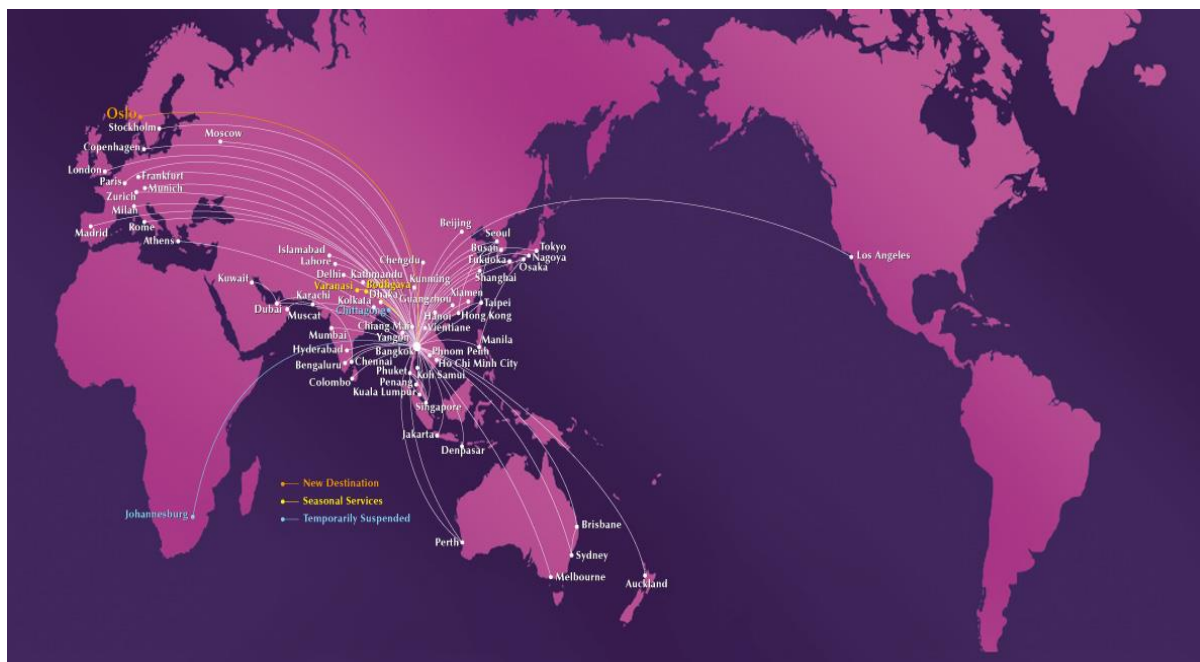 Oslo
Stockholm
Moscow
Copenhagen
London
Frankfurt
Paris
Munich
Zurich
Milan
Madrid
Rome
Athens
Beijing
Seoul
Busan
Tokyo
Islamabad
Chengdu
Fukuoka
Nagoya
Los Angeles
Lahore
Osaka
Delhi
Kathmandu
Shanghai
Kuwait
Varanasi
Bodhgaya
Kunming
Dhaka
Xiamen
Karachi
Kolkata
Guangzhou
Taipei
Dubai
Chittagong
Hanoi
Hong Kong
Muscat
Chiang Mai
Vientiane
Mumbai
Yangon
Manila
Hyderabad
Bangkok
Phnom Penh
Bengaluru
Chennai
Ho Chi Minh City
Phuket
Koh Samui
Colombo
Penang
Kuala Lumpur
Singapore
Jakarta
Denpasar
New Destination
Seasonal Services
Johannesburg
Temporarily Suspended
Brisbane
Perth
Sydney
Melbourne
Auckland